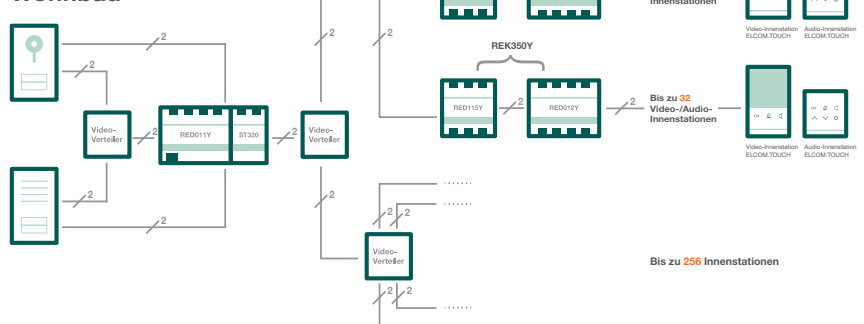 Innenstationen
Video-Innenstation
ELCOM.TOUCH
Audio-Innenstation
ELCOM.TOUCH
2
2
2
2
REK350Y
2
RED115Y
2
RED012Y
2
Bis zu 32
Video-/Audio-
Innenstationen
Video-Innenstation
ELCOM.TOUCH
Audio-Innenstation
ELCOM.TOUCH
Video-
Verteiler
2
RED011Y
ST320
2
Video-
Verteiler
2
2
2
2
2
Video-
Verteiler
Bis zu 256 Innenstationen
2
2